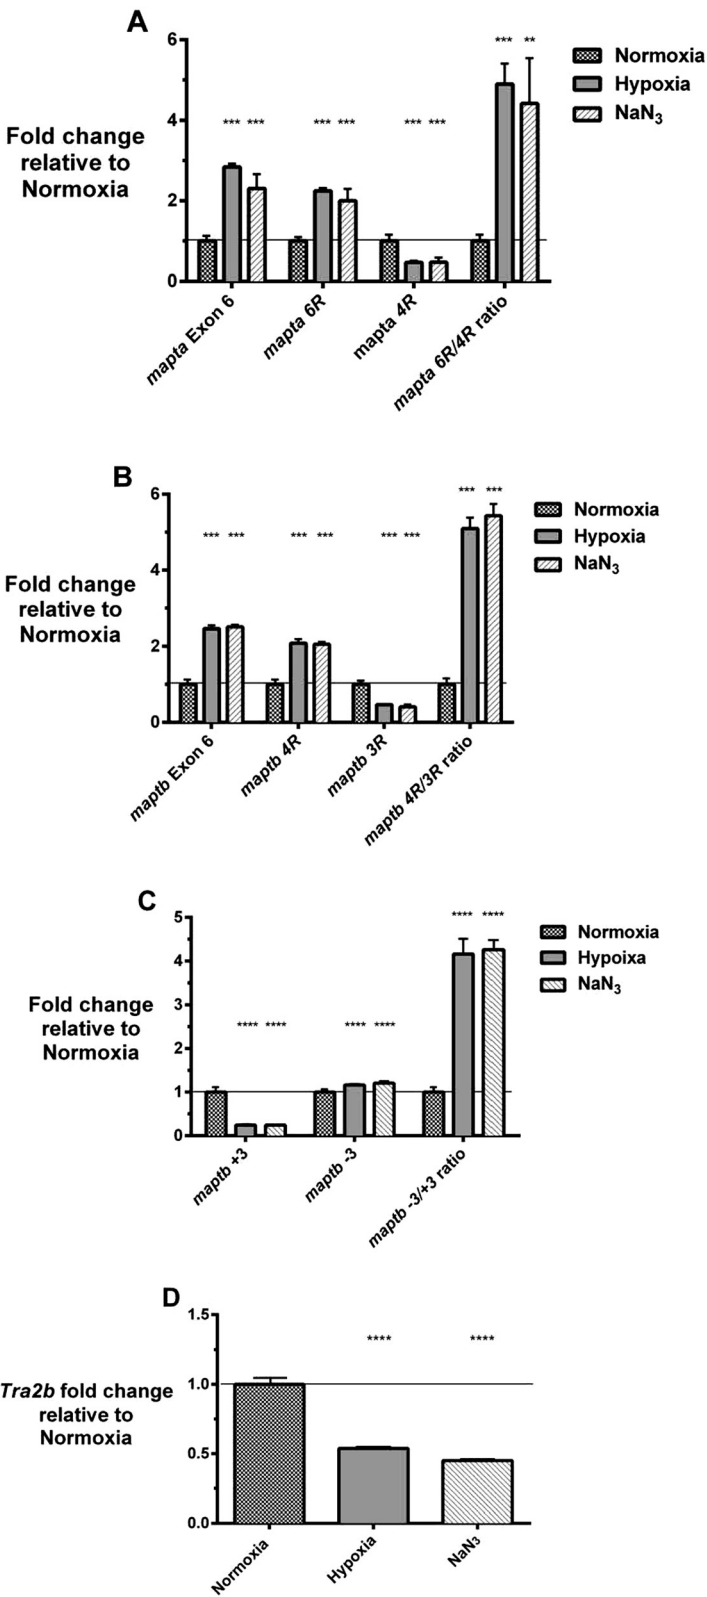 A
6
4
2
0
Fold change
relative to
Normoxia
*** *** *** *** *** *** *** **
Normoxia
Hypoxia
NaN3
mapta Exon 6
mapta 6R
mapta 4R
mapta 6R/4R ratio
B
6
4
2
0
Fold change
relative to
Normoxia
*** *** *** *** *** *** *** ***
Normoxia
Hypoxia
NaN3
maptb Exon 6
maptb 4R
maptb 3R
maptb 4R/3R ratio
C
5
4
3
2
1
0
Fold change
relative to
Normoxia
**** **** **** **** **** ****
Normoxia
Hypoixa
NaN3
maptb +3
maptb -3
maptb -3/+3 ratio
D
1.5
1.0
0.5
0.0
Tra2b fold change
relative to
Normoxia
**** ****
Normoxia
Hypoxia
NaN3